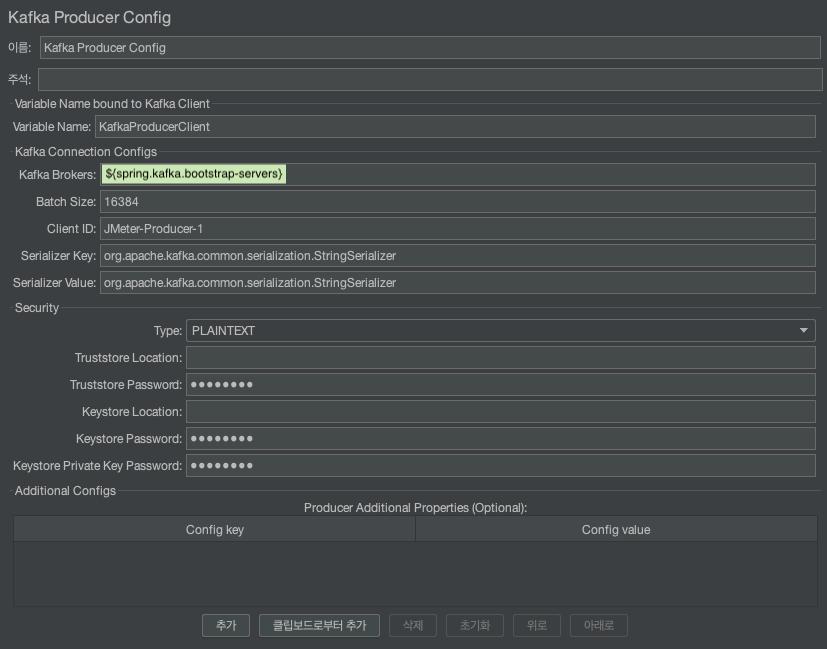 Kafka Producer Config
이름: Kafka Producer Config
주석:
Variable Name bound to Kafka Client
Variable Name: KafkaProducerClient
Kafka Connection Configs
Kafka Brokers: ${spring.kafka.bootstrap-servers}
Batch Size: 16384
Client ID: JMeter-Producer-1
Serializer Key: org.apache.kafka.common.serialization.StringSerializer
Serializer Value: org.apache.kafka.common.serialization.StringSerializer
Security
Type: PLAINTEXT
Truststore Location:
Truststore Password: ●●●●●●●●
Keystore Location:
Keystore Password: ●●●●●●●●
Keystore Private Key Password: ●●●●●●●●
Additional Configs
Producer Additional Properties (Optional):
Config key Config value
추가 클립보드로부터 추가 삭제 초기화 위로 아래로